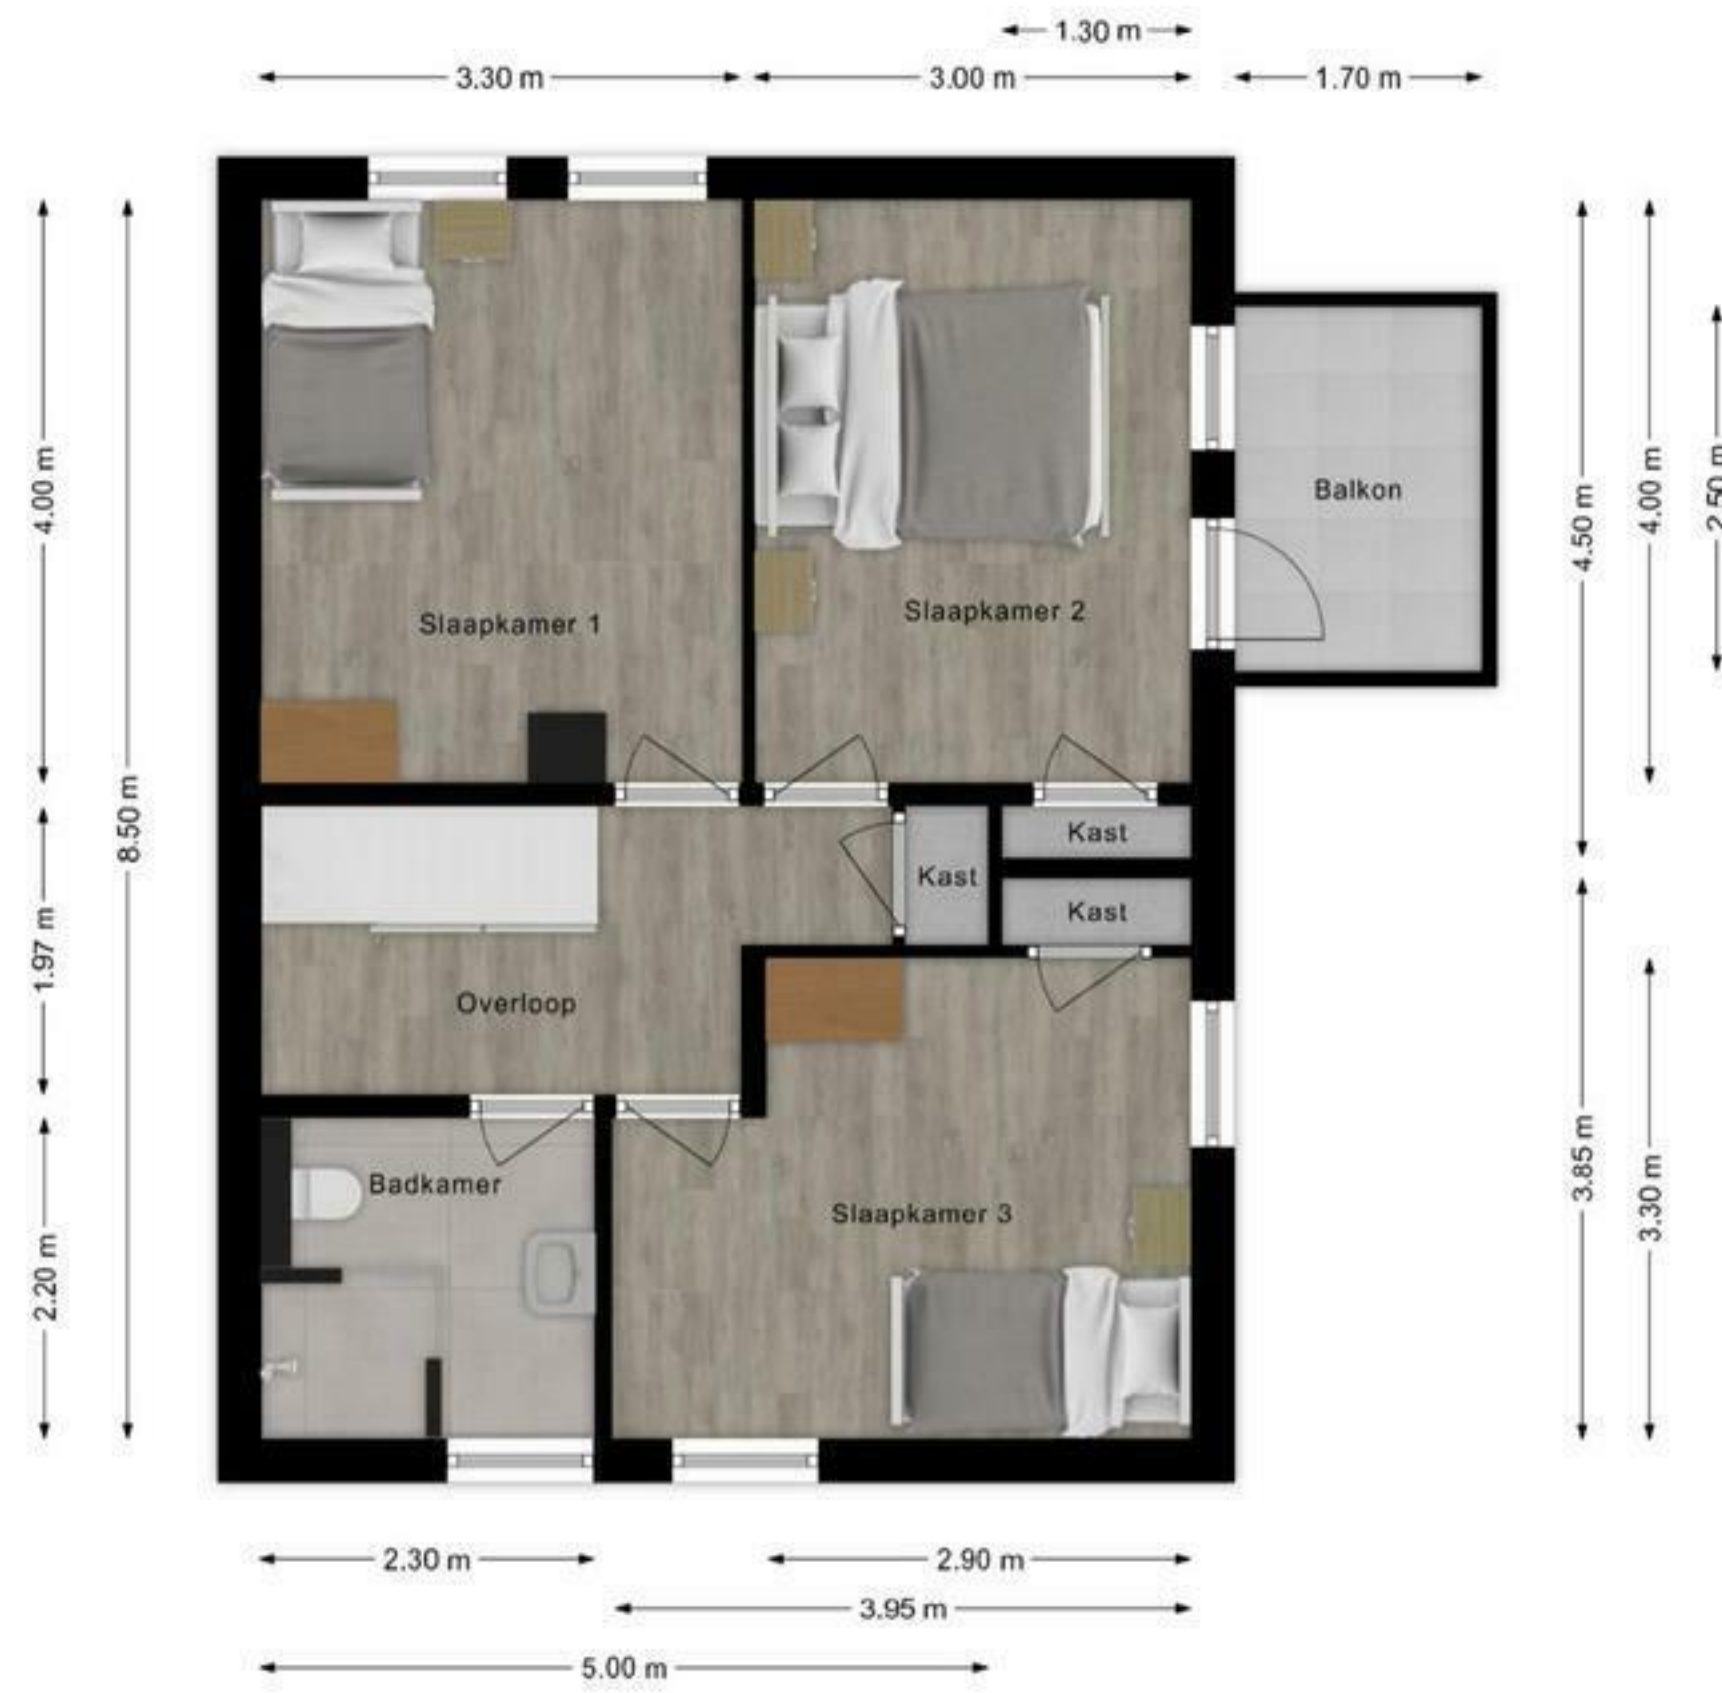 1.30 m
3.30 m
3.00 m
1.70 m
4.00 m
8.50 m
1.97 m
2.20 m
Slaapkamer 1
Slaapkamer 2
Balkon
4.50 m
4.00 m
2.50 m
Kast
Kast
Kast
Overloop
Badkamer
Slaapkamer 3
3.85 m
3.30 m
2.30 m
2.90 m
3.95 m
5.00 m